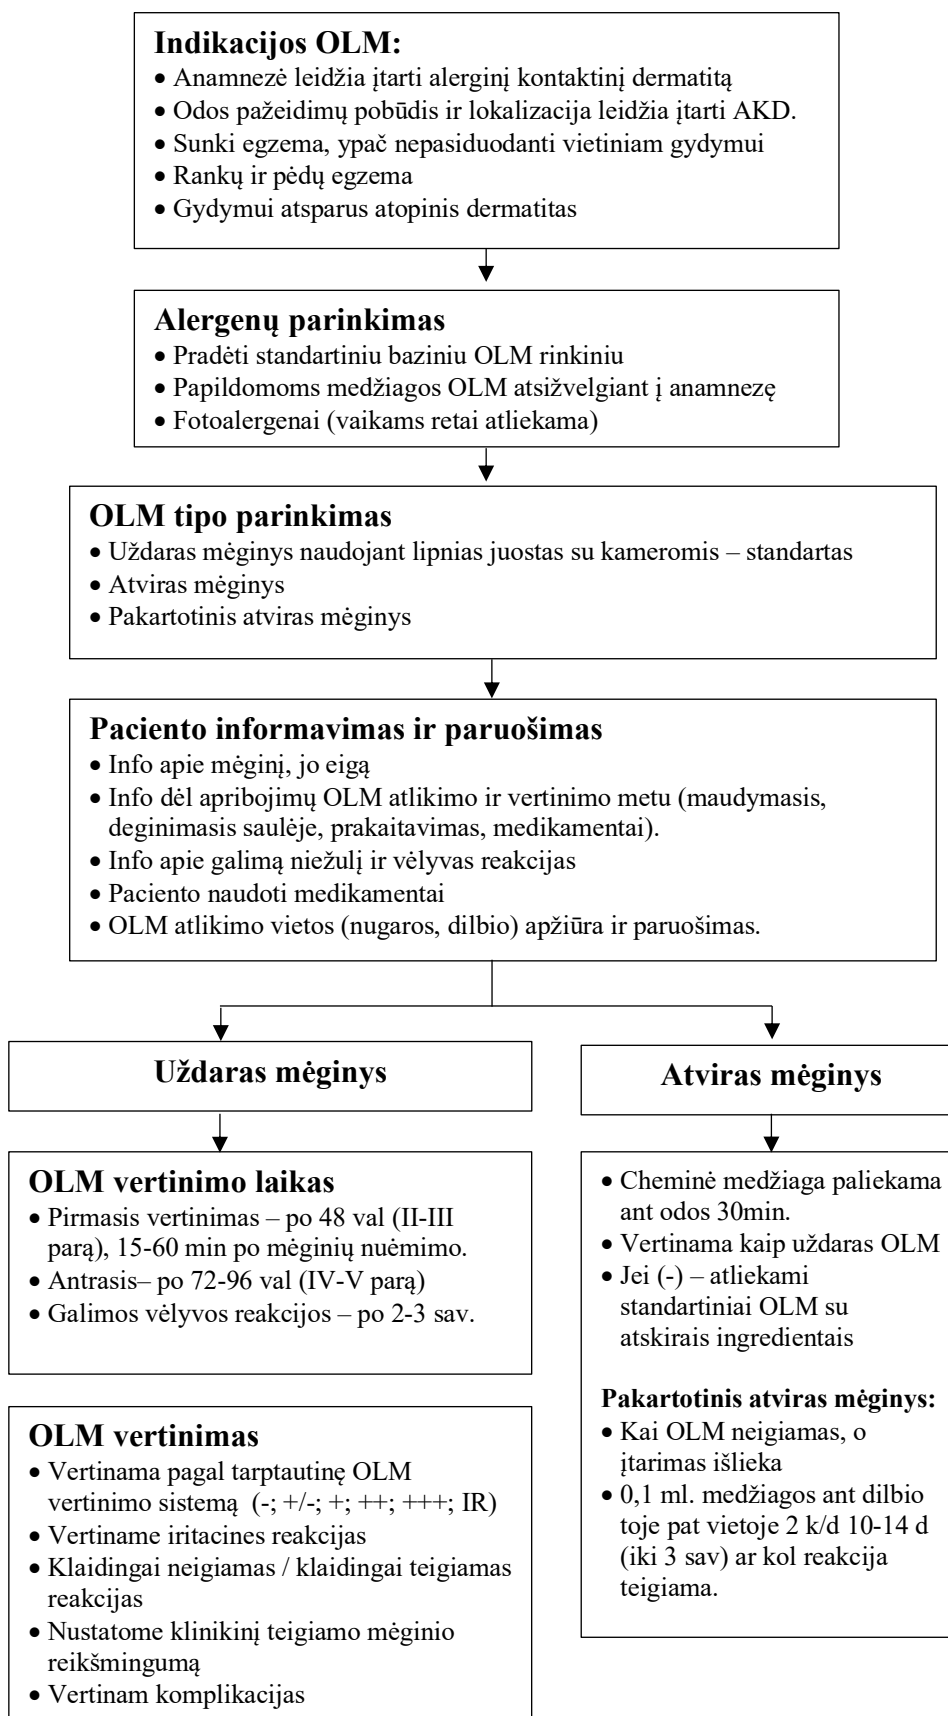 Indikacijos OLM:
• Anamnezė leidžia įtarti alerginį kontaktinį dermatitą
• Odos pažeidimų pobūdis ir lokalizacija leidžia įtarti AKD.
• Sunki egzema, ypač nepasiduodanti vietiniam gydymui
• Rankų ir pėdų egzema
• Gydymui atsparus atopinis dermatitas
Alergenų parinkimas
• Pradėti standartiniu baziniu OLM rinkiniu
• Papildomoms medžiagos OLM atsižvelgiant į anamnezę
• Fotoalergenai (vaikams retai atliekama)
OLM tipo parinkimas
• Uždaras mėginys naudojant lipnias juostas su kameromis – standartas
• Atviras mėginys
• Pakartotinis atviras mėginys
Paciento informavimas ir paruošimas
• Info apie mėginį, jo eigą
• Info dėl apribojimų OLM atlikimo ir vertinimo metu (maudymasis,
deginimasis saulėje, prakaitavimas, medikamentai).
• Info apie galimą niežulį ir vėlyvas reakcijas
• Paciento naudoti medikamentai
• OLM atlikimo vietos (nugaros, dilbio) apžiūra ir paruošimas.
Uždaras mėginys
OLM vertinimo laikas
• Pirmasis vertinimas – po 48 val (II-III
parą), 15-60 min po mėginių nuėmimo.
• Antrasis– po 72-96 val (IV-V parą)
• Galimos vėlyvos reakcijos – po 2-3 sav.
OLM vertinimas
• Vertinama pagal tarptautinę OLM
vertinimo sistemą (-; +/-; +; ++; +++; IR)
• Vertiname iritacines reakcijas
• Klaidingai neigiamas / klaidingai teigiamas
reakcijas
• Nustatome klinikinį teigiamo mėginio
reikšmingumą
• Vertinam komplikacijas
Atviras mėginys
• Cheminė medžiaga paliekama
ant odos 30min.
• Vertinama kaip uždaras OLM
• Jei (-) – atliekami
standartiniai OLM su
atskirais ingredientais
Pakartotinis atviras mėginys:
• Kai OLM neigiamas, o
įtarimas išlieka
• 0,1 ml. medžiagos ant dilbio
toje pat vietoje 2 k/d 10-14 d
(iki 3 sav) ar kol reakcija
teigiama.